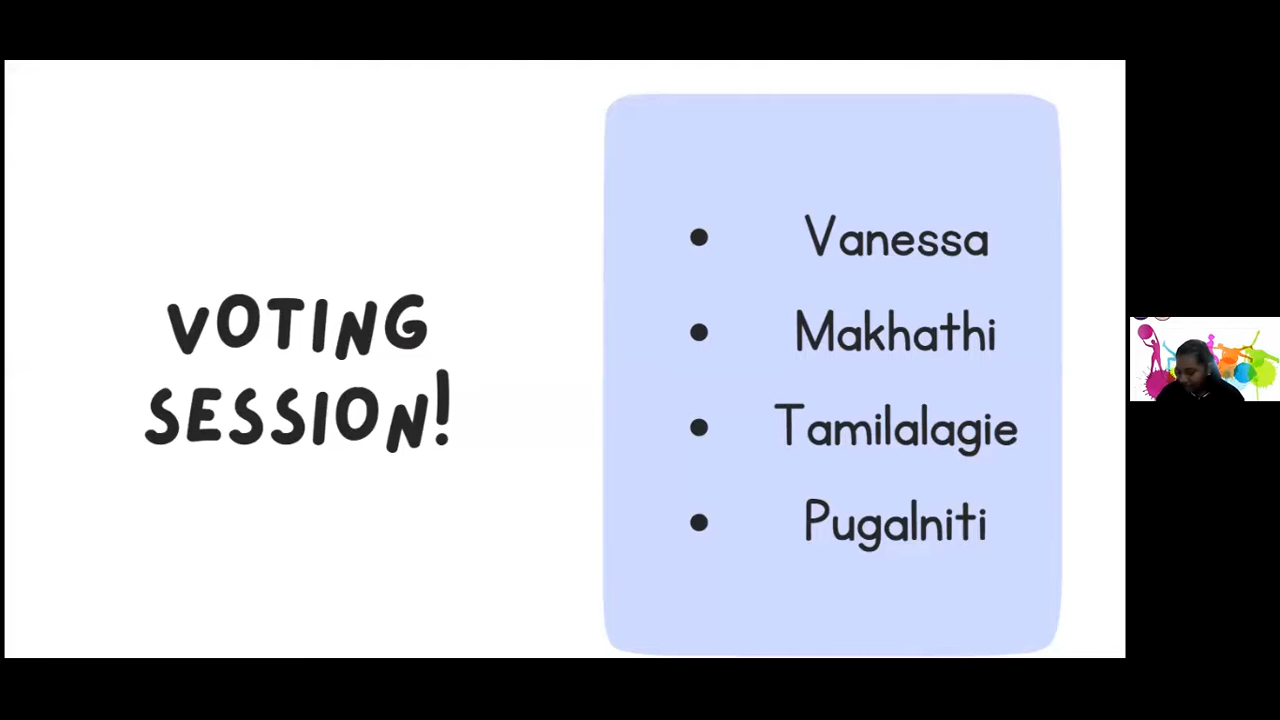 VOTING
SESSION!
• Vanessa
• Makhathi
• Tamilalagie
• Pugalniti